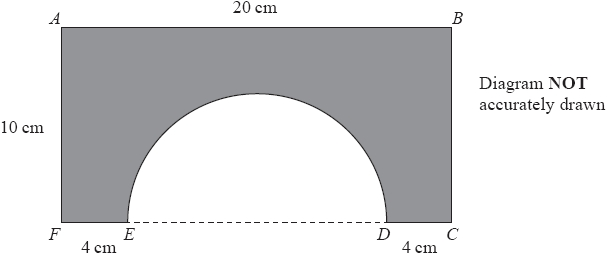 20 cm
A
B
Diagram NOT
accurately drawn
10 cm
F
E
D
C
4 cm
4 cm